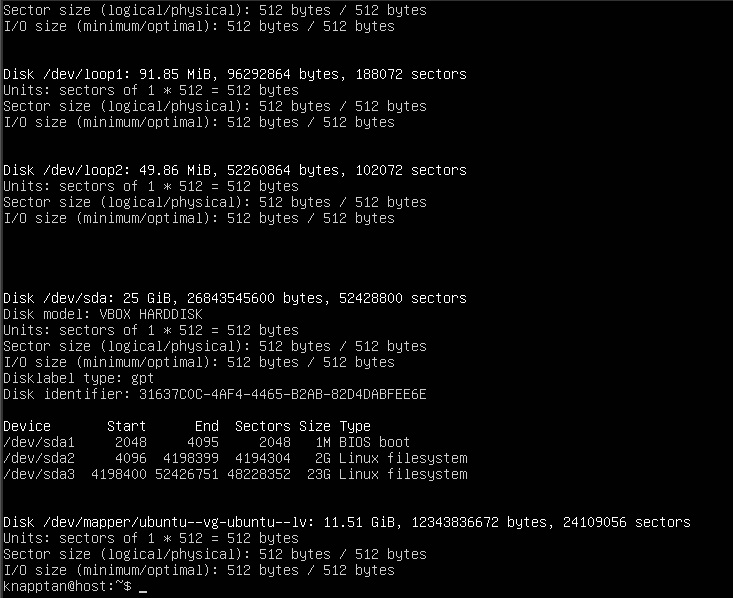 Sector size (logical/physical): 512 bytes / 512 bytes
I/O size (minimum/optimal): 512 bytes / 512 bytes
Disk /dev/loop1: 91.85 MiB, 96292864 bytes, 188072 sectors
Units: sectors of 1 * 512 = 512 bytes
Sector size (logical/physical): 512 bytes / 512 bytes
I/O size (minimum/optimal): 512 bytes / 512 bytes
Disk /dev/loop2: 49.86 MiB, 52260864 bytes, 102072 sectors
Units: sectors of 1 * 512 = 512 bytes
Sector size (logical/physical): 512 bytes / 512 bytes
I/O size (minimum/optimal): 512 bytes / 512 bytes
Disk /dev/sda: 25 GiB, 26843545600 bytes, 52428800 sectors
Disk model: VBOX HARDDISK
Units: sectors of 1 * 512 = 512 bytes
Sector size (logical/physical): 512 bytes / 512 bytes
I/O size (minimum/optimal): 512 bytes / 512 bytes
Disklabel type: gpt
Disk identifier: 31637C0C-4AF4-4465-B2AB-82D4DABFEE6E
Device       Start      End  Sectors Size Type
/dev/sda1     2048     4095     2048   1M BIOS boot
/dev/sda2     4096  4198399  4194304   2G Linux filesystem
/dev/sda3  4198400 52426751 48228352  23G Linux filesystem
Disk /dev/mapper/ubuntu--vg-ubuntu--lv: 11.51 GiB, 12343836672 bytes, 24109056 sectors
Units: sectors of 1 * 512 = 512 bytes
Sector size (logical/physical): 512 bytes / 512 bytes
I/O size (minimum/optimal): 512 bytes / 512 bytes
knapptan@host:~$ _